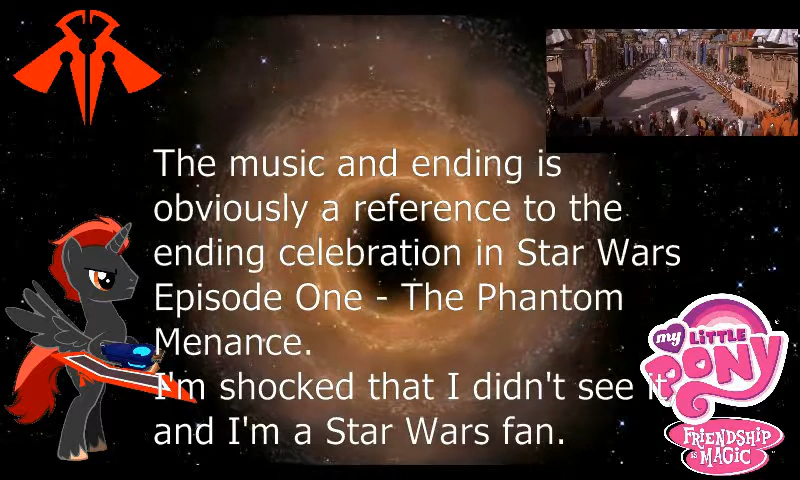 The music and ending is
obviously a reference to the
ending celebration in Star Wars
Episode One - The Phantom
Menance.
I'm shocked that I didn't see it
and I'm a Star Wars fan.
my LiTTLE
PONY
FRiENDSHiP
iS MAGiC